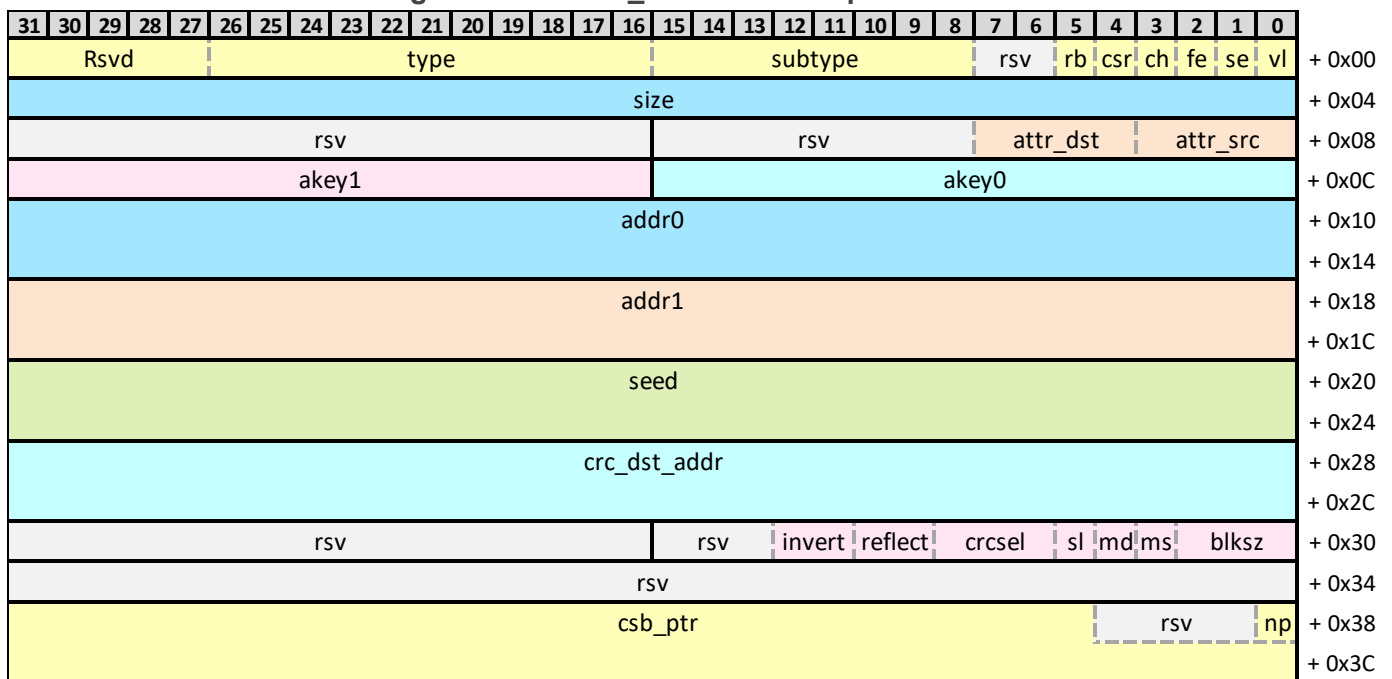 31 30 29 28 27 26 25 24 23 22 21 20 19 18 17 16 15 14 13 12 11 10 9 8 7 6 5 4 3 2 1 0
Rsvd type subtype rsv rb csr ch fe se vl + 0x00
size + 0x04
rsv rsv attr_dst attr_src + 0x08
akey1 akey0 + 0x0C
addr0 + 0x10
+ 0x14
addr1 + 0x18
+ 0x1C
seed + 0x20
+ 0x24
crc_dst_addr + 0x28
+ 0x2C
rsv rsv invert reflect crcsel sl md ms blksz + 0x30
rsv + 0x34
csb_ptr rsv np + 0x38
+ 0x3C